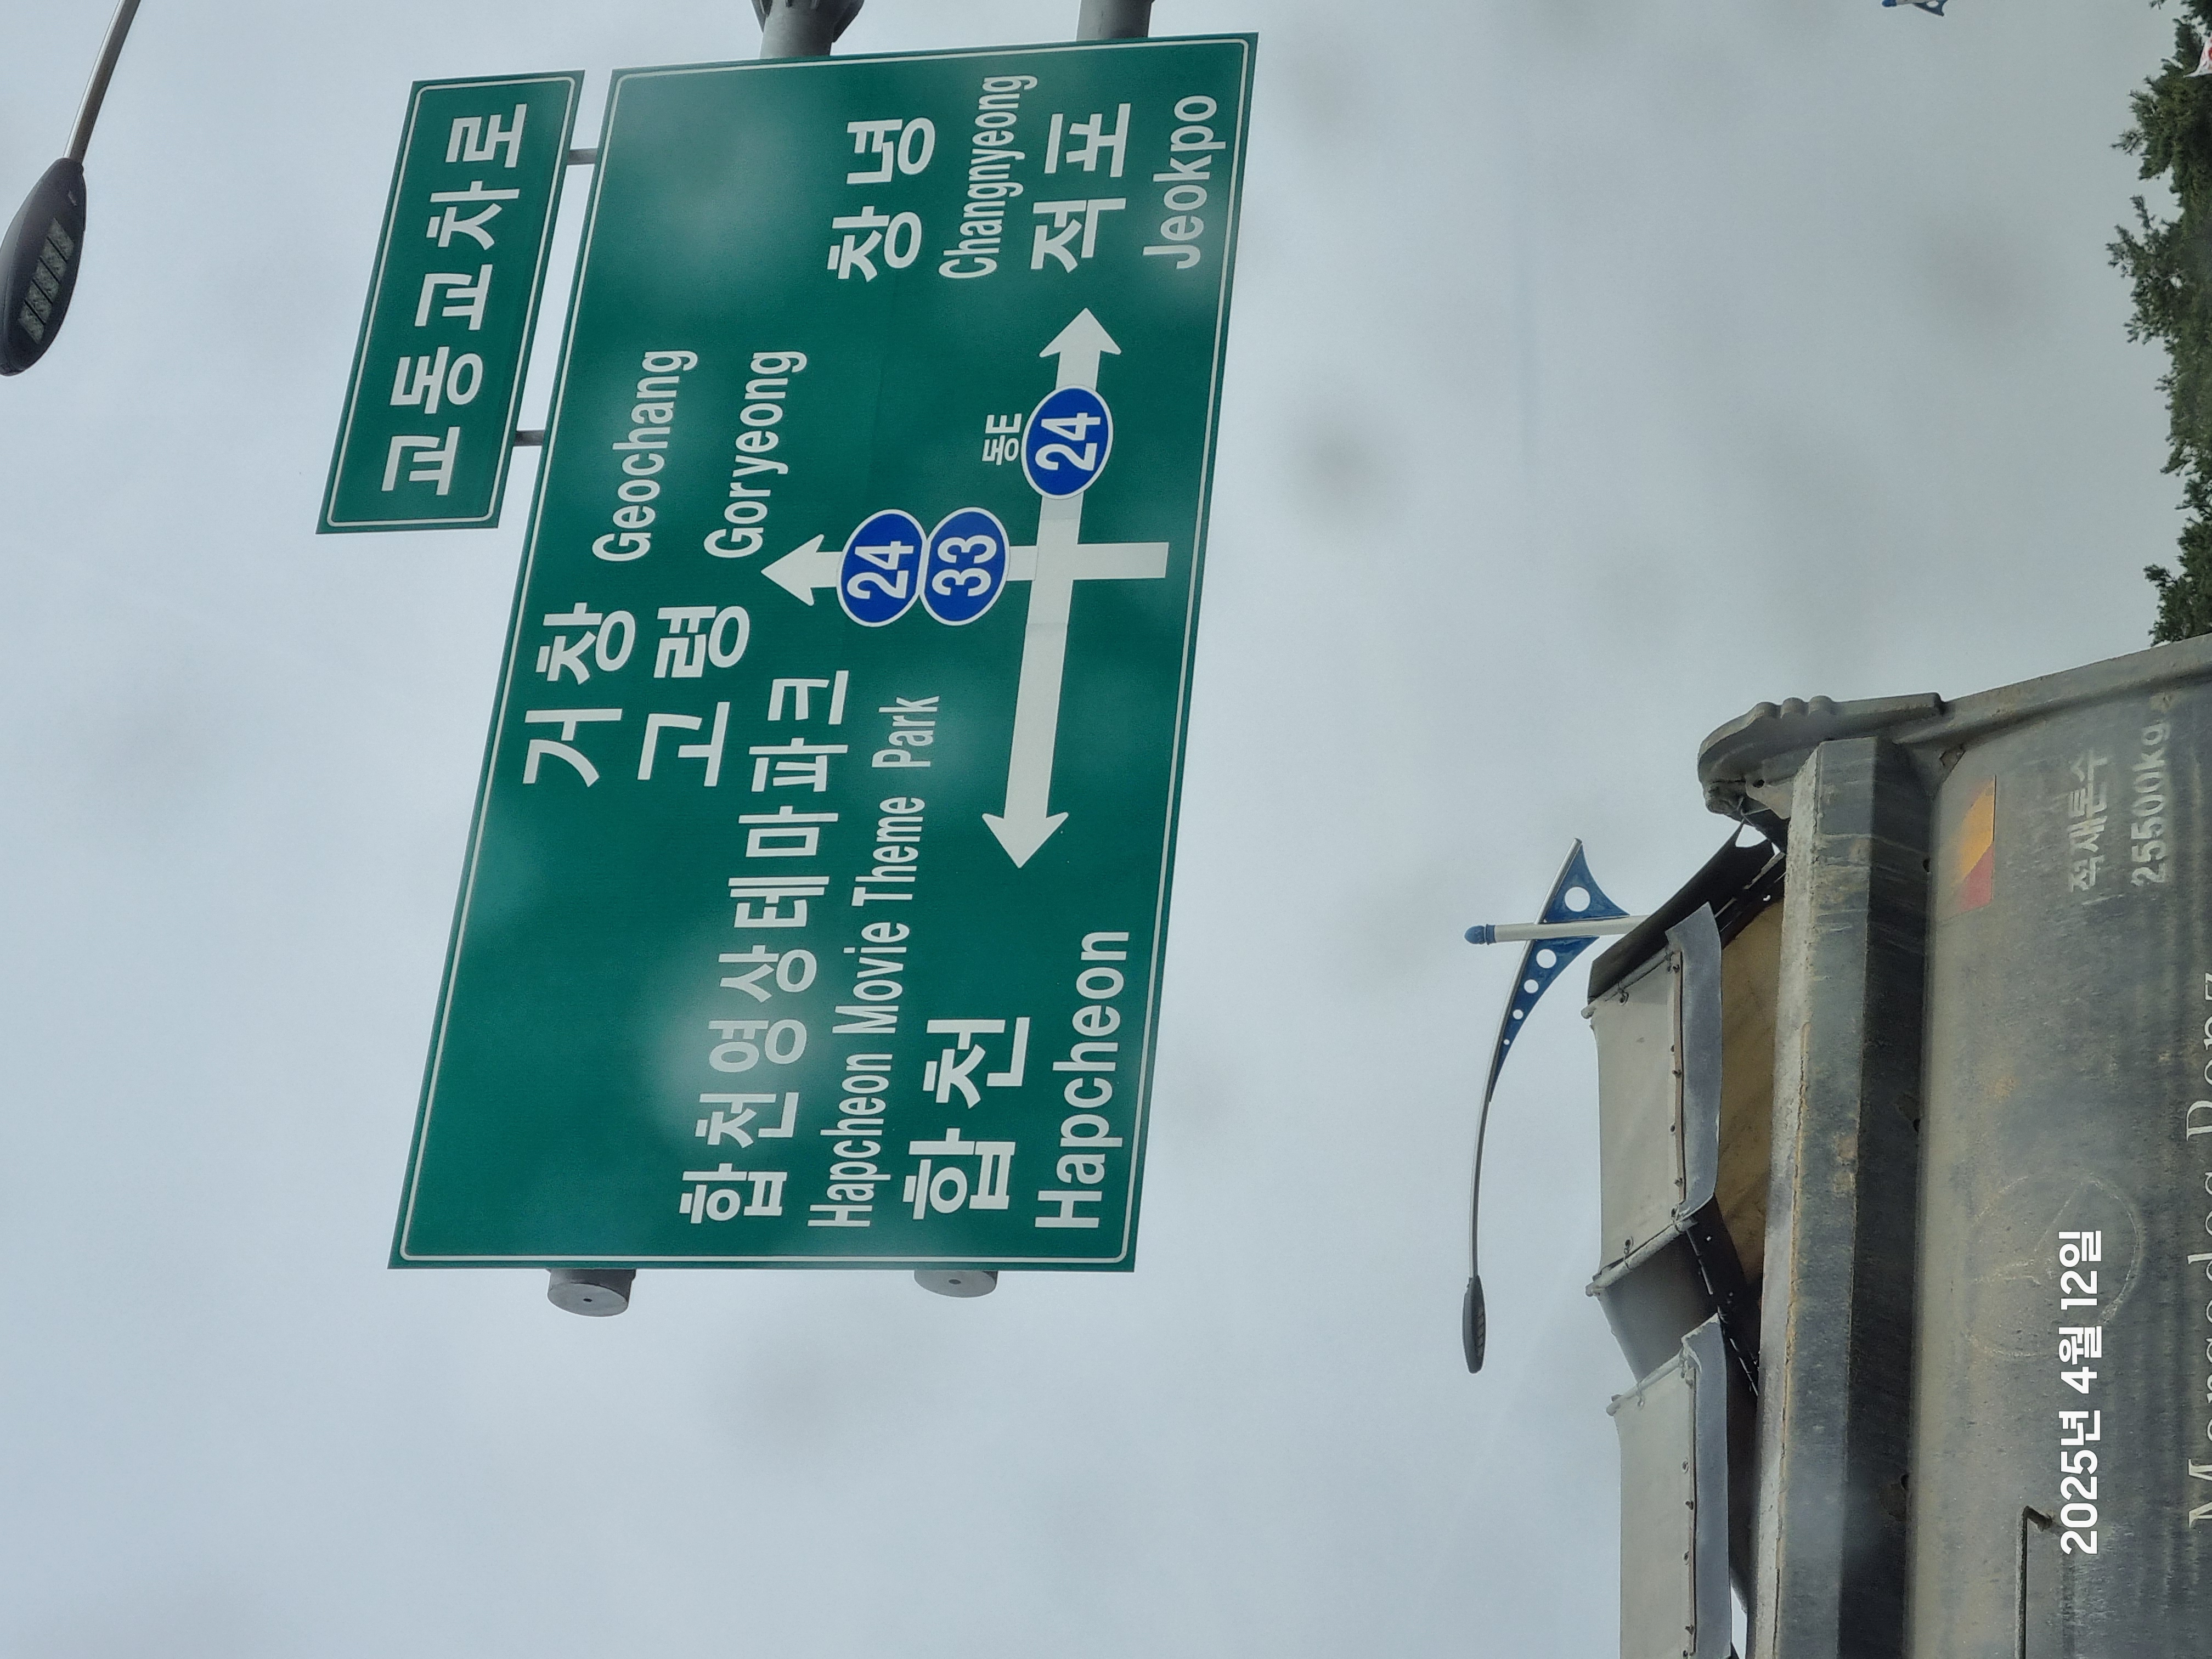 교동교차로
거창 Geochang
고령 Goryeong
합천영상테마파크
Hapcheon Movie Theme Park
합천
Hapcheon
24
33
동E
24
창녕
Changnyeong
적포
Jeokpo
적재톤수
25500kg
2025년 4월 12일